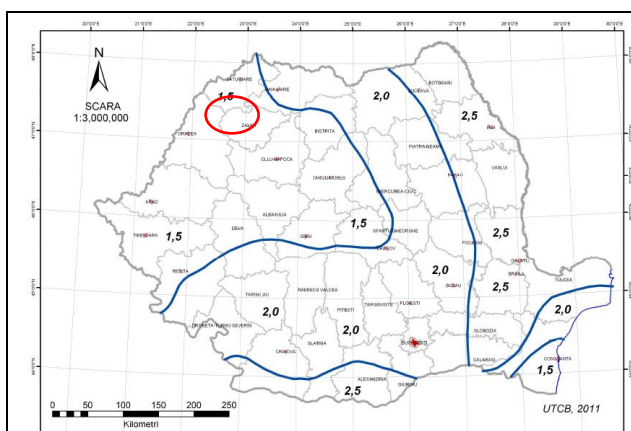 20°0'0"E 21°0'0"E 22°0'0"E 23°0'0"E 24°0'0"E 25°0'0"E 26°0'0"E 27°0'0"E 28°0'0"E 29°0'0"E 30°0'0"E
N
SCARA
1:3,000,000
SATU MARE
BAIA MARE
BOTOSANI
SUCEAVA
1,5
2,0
ZALAU
2,5
IASI
ORADEA
BISTRITA
PIATRA NEAMT
CLUJ-NAPOCA
VASLUI
TARGU MURES
BACAU
MIERCUREA-CIUC
ARAD
ALBA IULIA
1,5
DEVA
SFANTU GHEORGHE
2,5
TIMISOARA
1,5
SIBIU
BRASOV
FOCSANI
GALATI
RESITA
2,0
BRAILA
TULCEA
BUZAU
2,5
TARGU JIU
RAMNICU VALCEA
PITESTI
TARGOVISTE
PLOIESTI
2,0
2,0
2,0
DROBETA-TURNU SEVERIN
SLOBOZIA
SLATINA
BUCURESTI
CRAIOVA
CONSTANTA
CALARASI
1,5
ALEXANDRIA
GIURGIU
2,5
0 25 50 100 150 200 250
Kilometri
UTCB, 2011